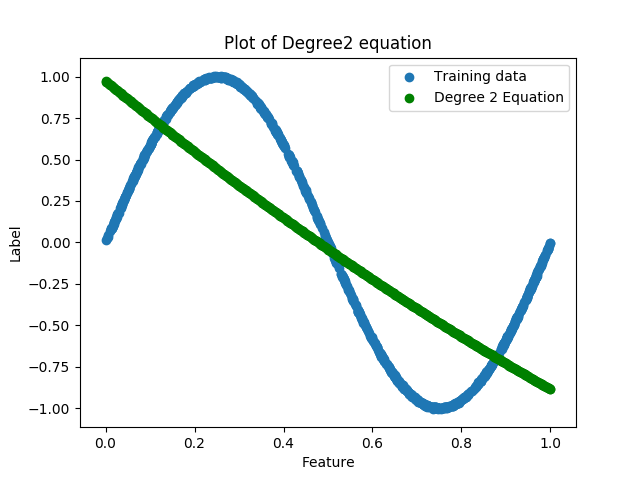 Plot of Degree2 equation
Training data
Degree 2 Equation
1.00
0.75
0.50
0.25
0.00
−0.25
−0.50
−0.75
−1.00
Label
0.0 0.2 0.4 0.6 0.8 1.0
Feature